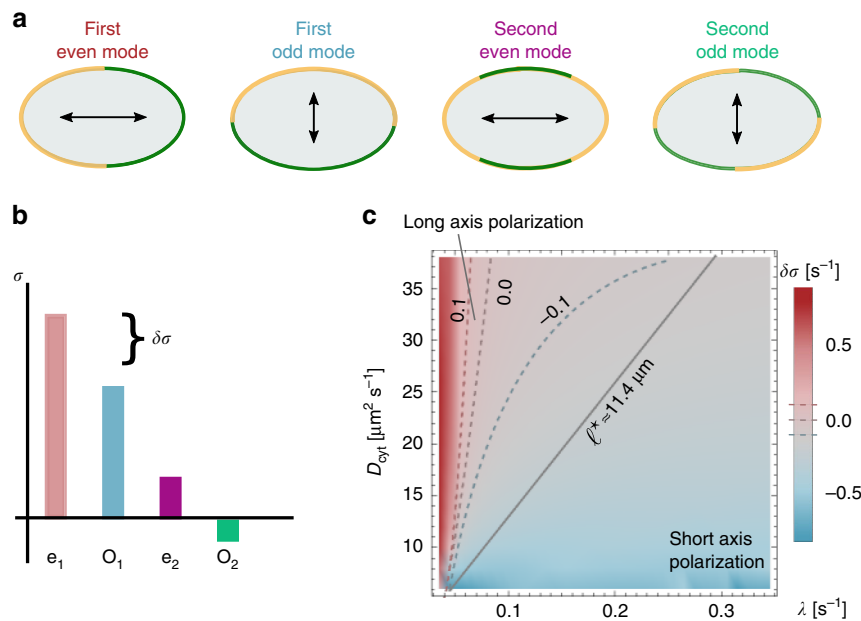 a
First
even mode
First
odd mode
Second
even mode
Second
odd mode
b
σ
δσ
e₁
O₁
e₂
O₂
c
Long axis polarization
δσ [s⁻¹]
0.1
0.0
−0.1
ℓ* ≈11.4 μm
Short axis
polarization
D_cyt [μm² s⁻¹]
35
30
25
20
15
10
0.1
0.2
0.3
λ [s⁻¹]
0.5
0.0
−0.5